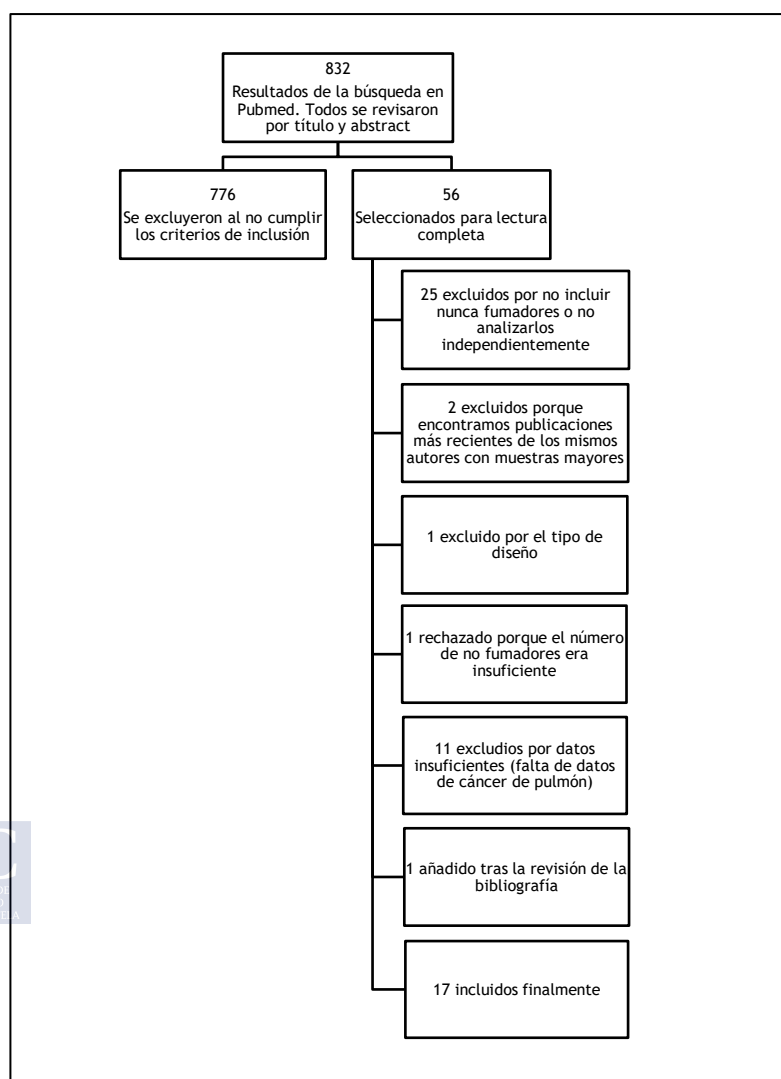 832
Resultados de la búsqueda en
Pubmed. Todos se revisaron
por título y abstract
776
Se excluyeron al no cumplir
los criterios de inclusión
56
Seleccionados para lectura
completa
25 excluidos por no incluir
nunca fumadores o no
analizarlos
independientemente
2 excluidos porque
encontramos publicaciones
más recientes de los mismos
autores con muestras mayores
1 excluido por el tipo de
diseño
1 rechazado porque el número
de no fumadores era
insuficiente
11 excludios por datos
insuficientes (falta de datos
de cáncer de pulmón)
1 añadido tras la revisión de la
bibliografía
17 incluidos finalmente